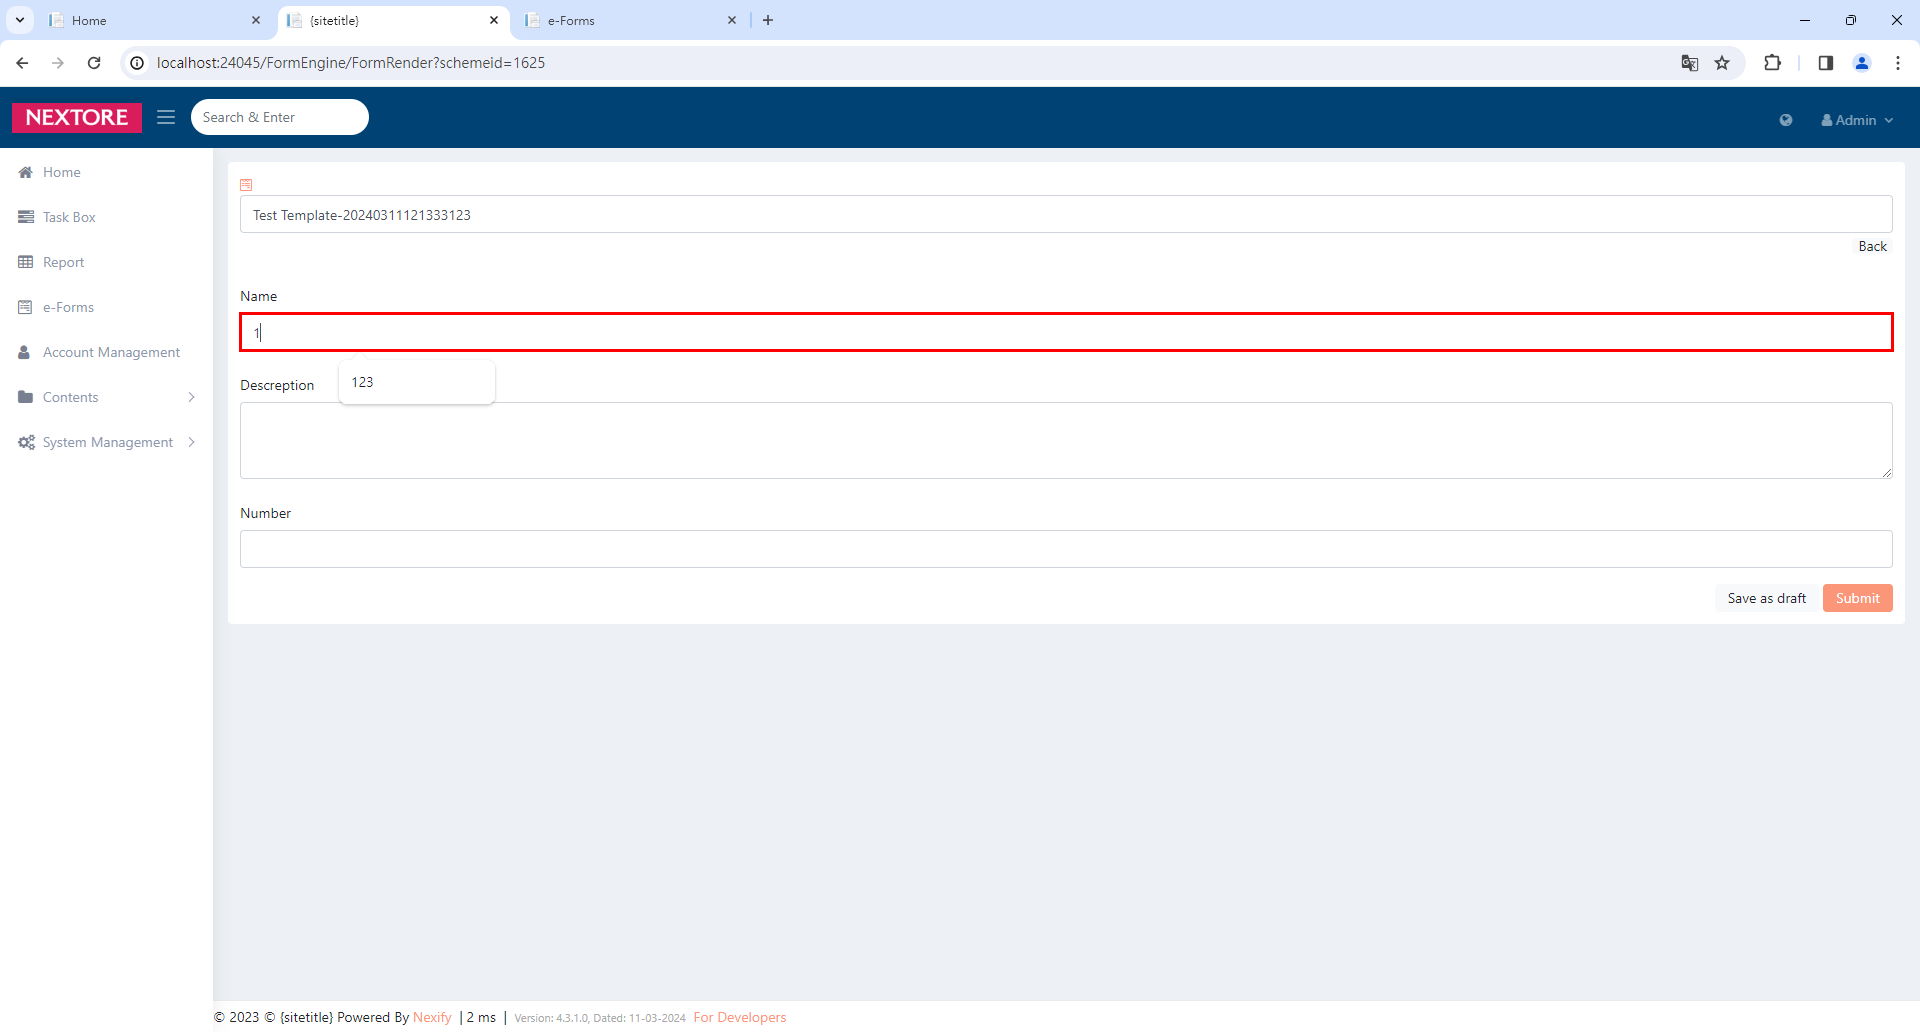 Home
{sitetitle}
e-Forms
localhost:24045/FormEngine/FormRender?schemeid=1625
NEXTORE
Search & Enter
Admin
Home
Task Box
Report
e-Forms
Account Management
Contents
System Management
Test Template-20240311121333123
Back
Name
1
123
Descreption
Number
Save as draft
Submit
© 2023 © {sitetitle} Powered By Nexify | 2 ms | Version: 4.3.1.0, Dated: 11-03-2024 For Developers